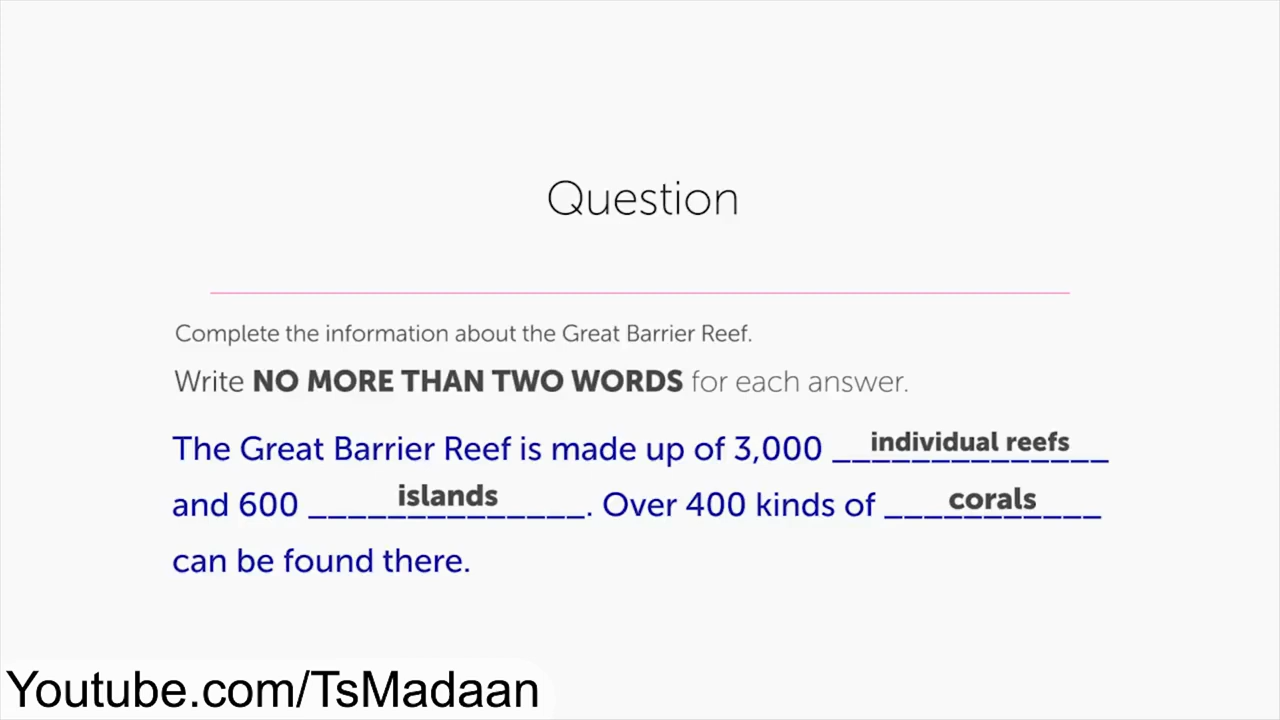 Question
Complete the information about the Great Barrier Reef.
Write NO MORE THAN TWO WORDS for each answer.
The Great Barrier Reef is made up of 3,000 individual reefs
and 600 islands. Over 400 kinds of corals
can be found there.
Youtube.com/TsMadaan